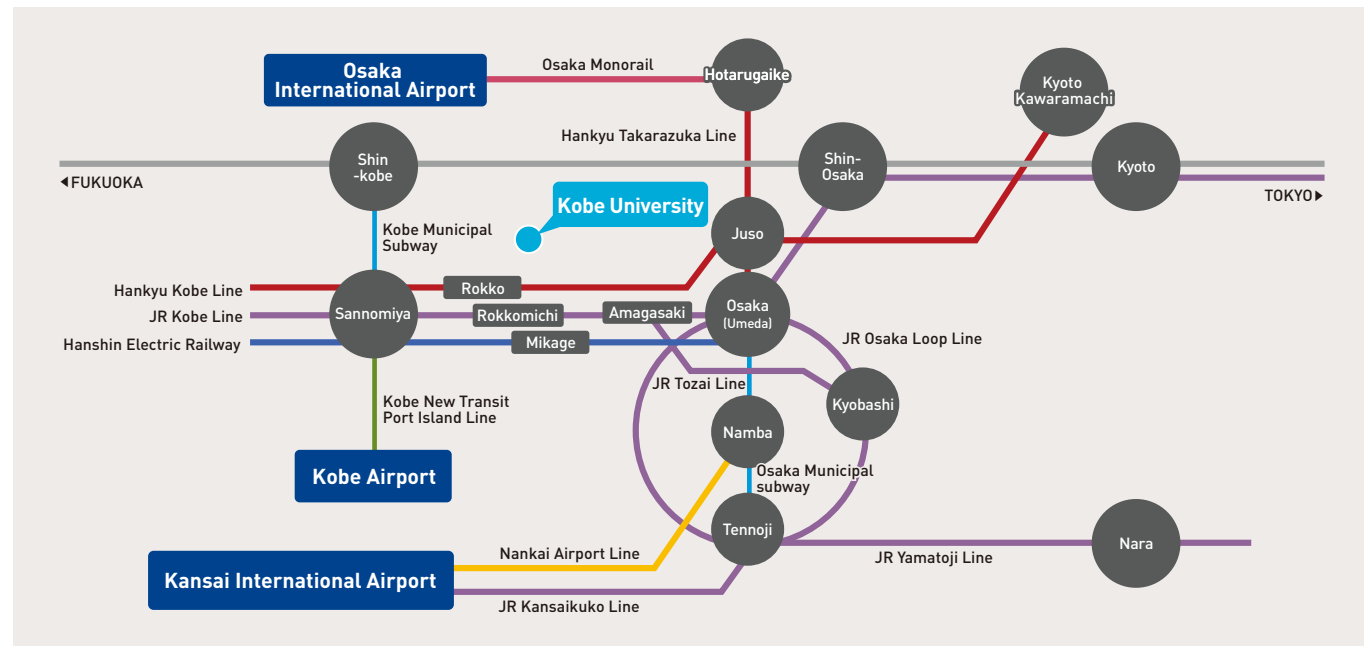 Osaka
International Airport
Osaka Monorail
Hotarugaike
Kyoto
Kawaramachi
Hankyu Takarazuka Line
Shin
-kobe
Shin-
Osaka
Kyoto
◀FUKUOKA
TOKYO▶
Kobe University
Kobe Municipal
Subway
Juso
Hankyu Kobe Line
Rokko
JR Kobe Line
Sannomiya
Rokkomichi
Amagasaki
Osaka
(Umeda)
Hanshin Electric Railway
Mikage
JR Osaka Loop Line
JR Tozai Line
Kyobashi
Kobe New Transit
Port Island Line
Namba
Kobe Airport
Osaka Municipal
subway
Tennoji
Nankai Airport Line
JR Yamatoji Line
Nara
Kansai International Airport
JR Kansaikuko Line